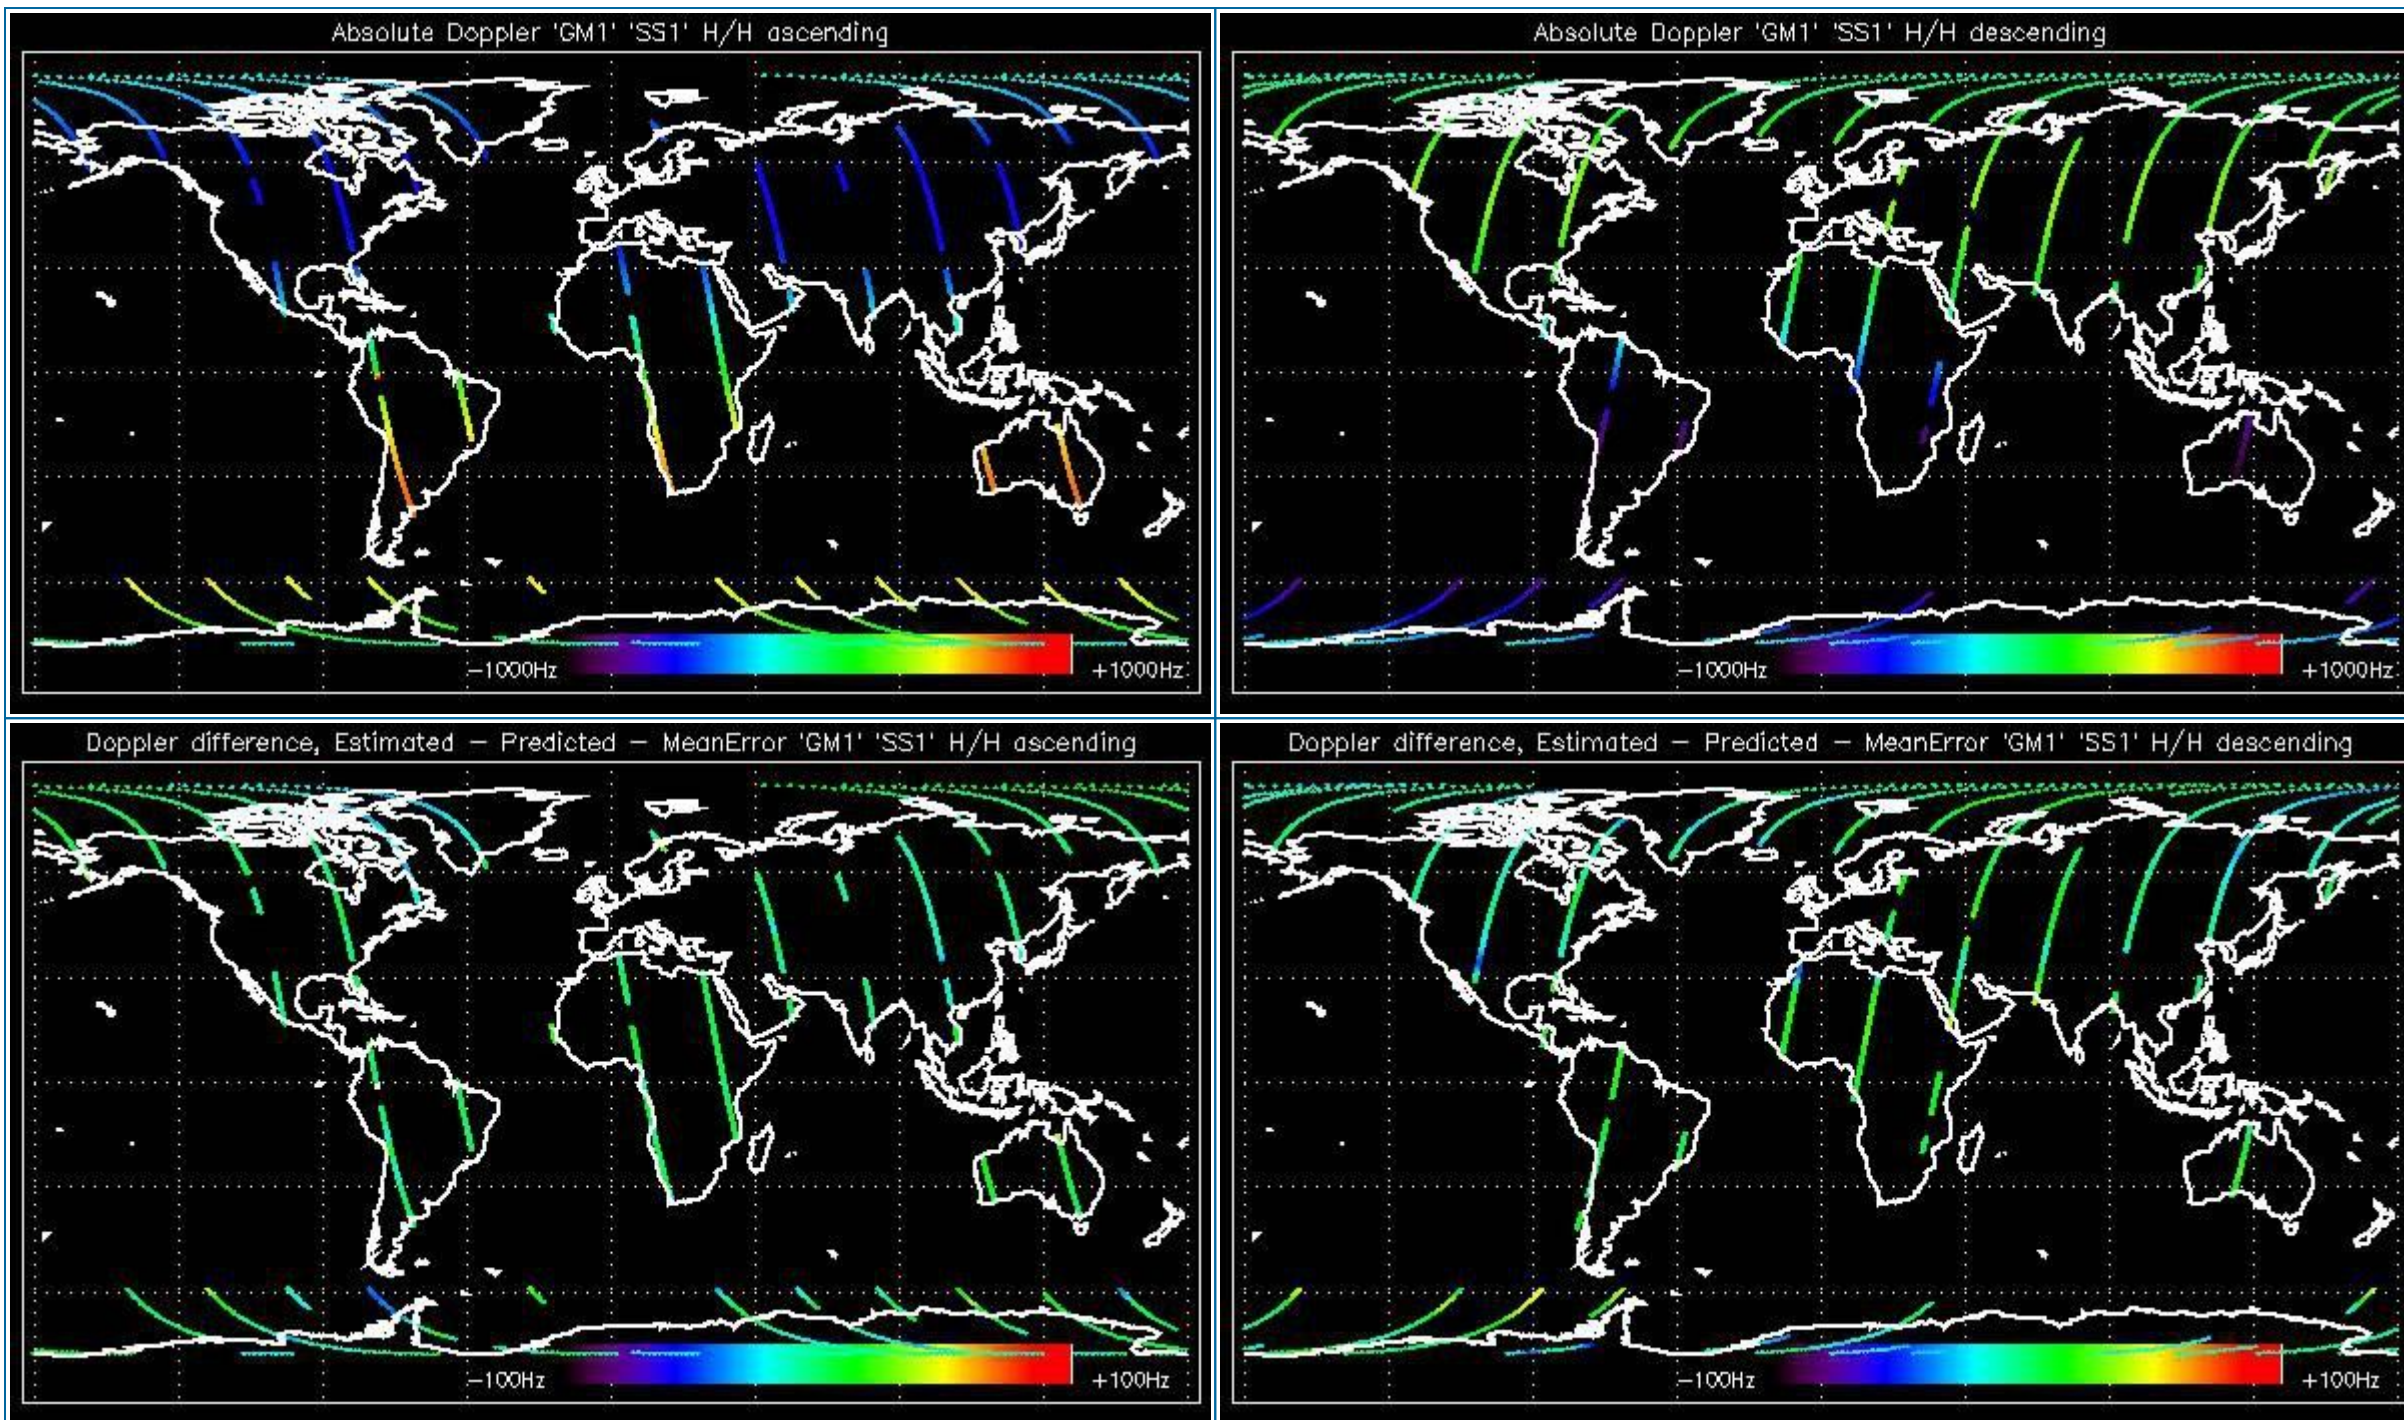 Absolute Doppler 'GM1' 'SS1' H/H ascending
-1000Hz
+1000Hz
Absolute Doppler 'GM1' 'SS1' H/H descending
-1000Hz
+1000Hz
Doppler difference, Estimated - Predicted - MeanError 'GM1' 'SS1' H/H ascending
-100Hz
+100Hz
Doppler difference, Estimated - Predicted - MeanError 'GM1' 'SS1' H/H descending
-100Hz
+100Hz